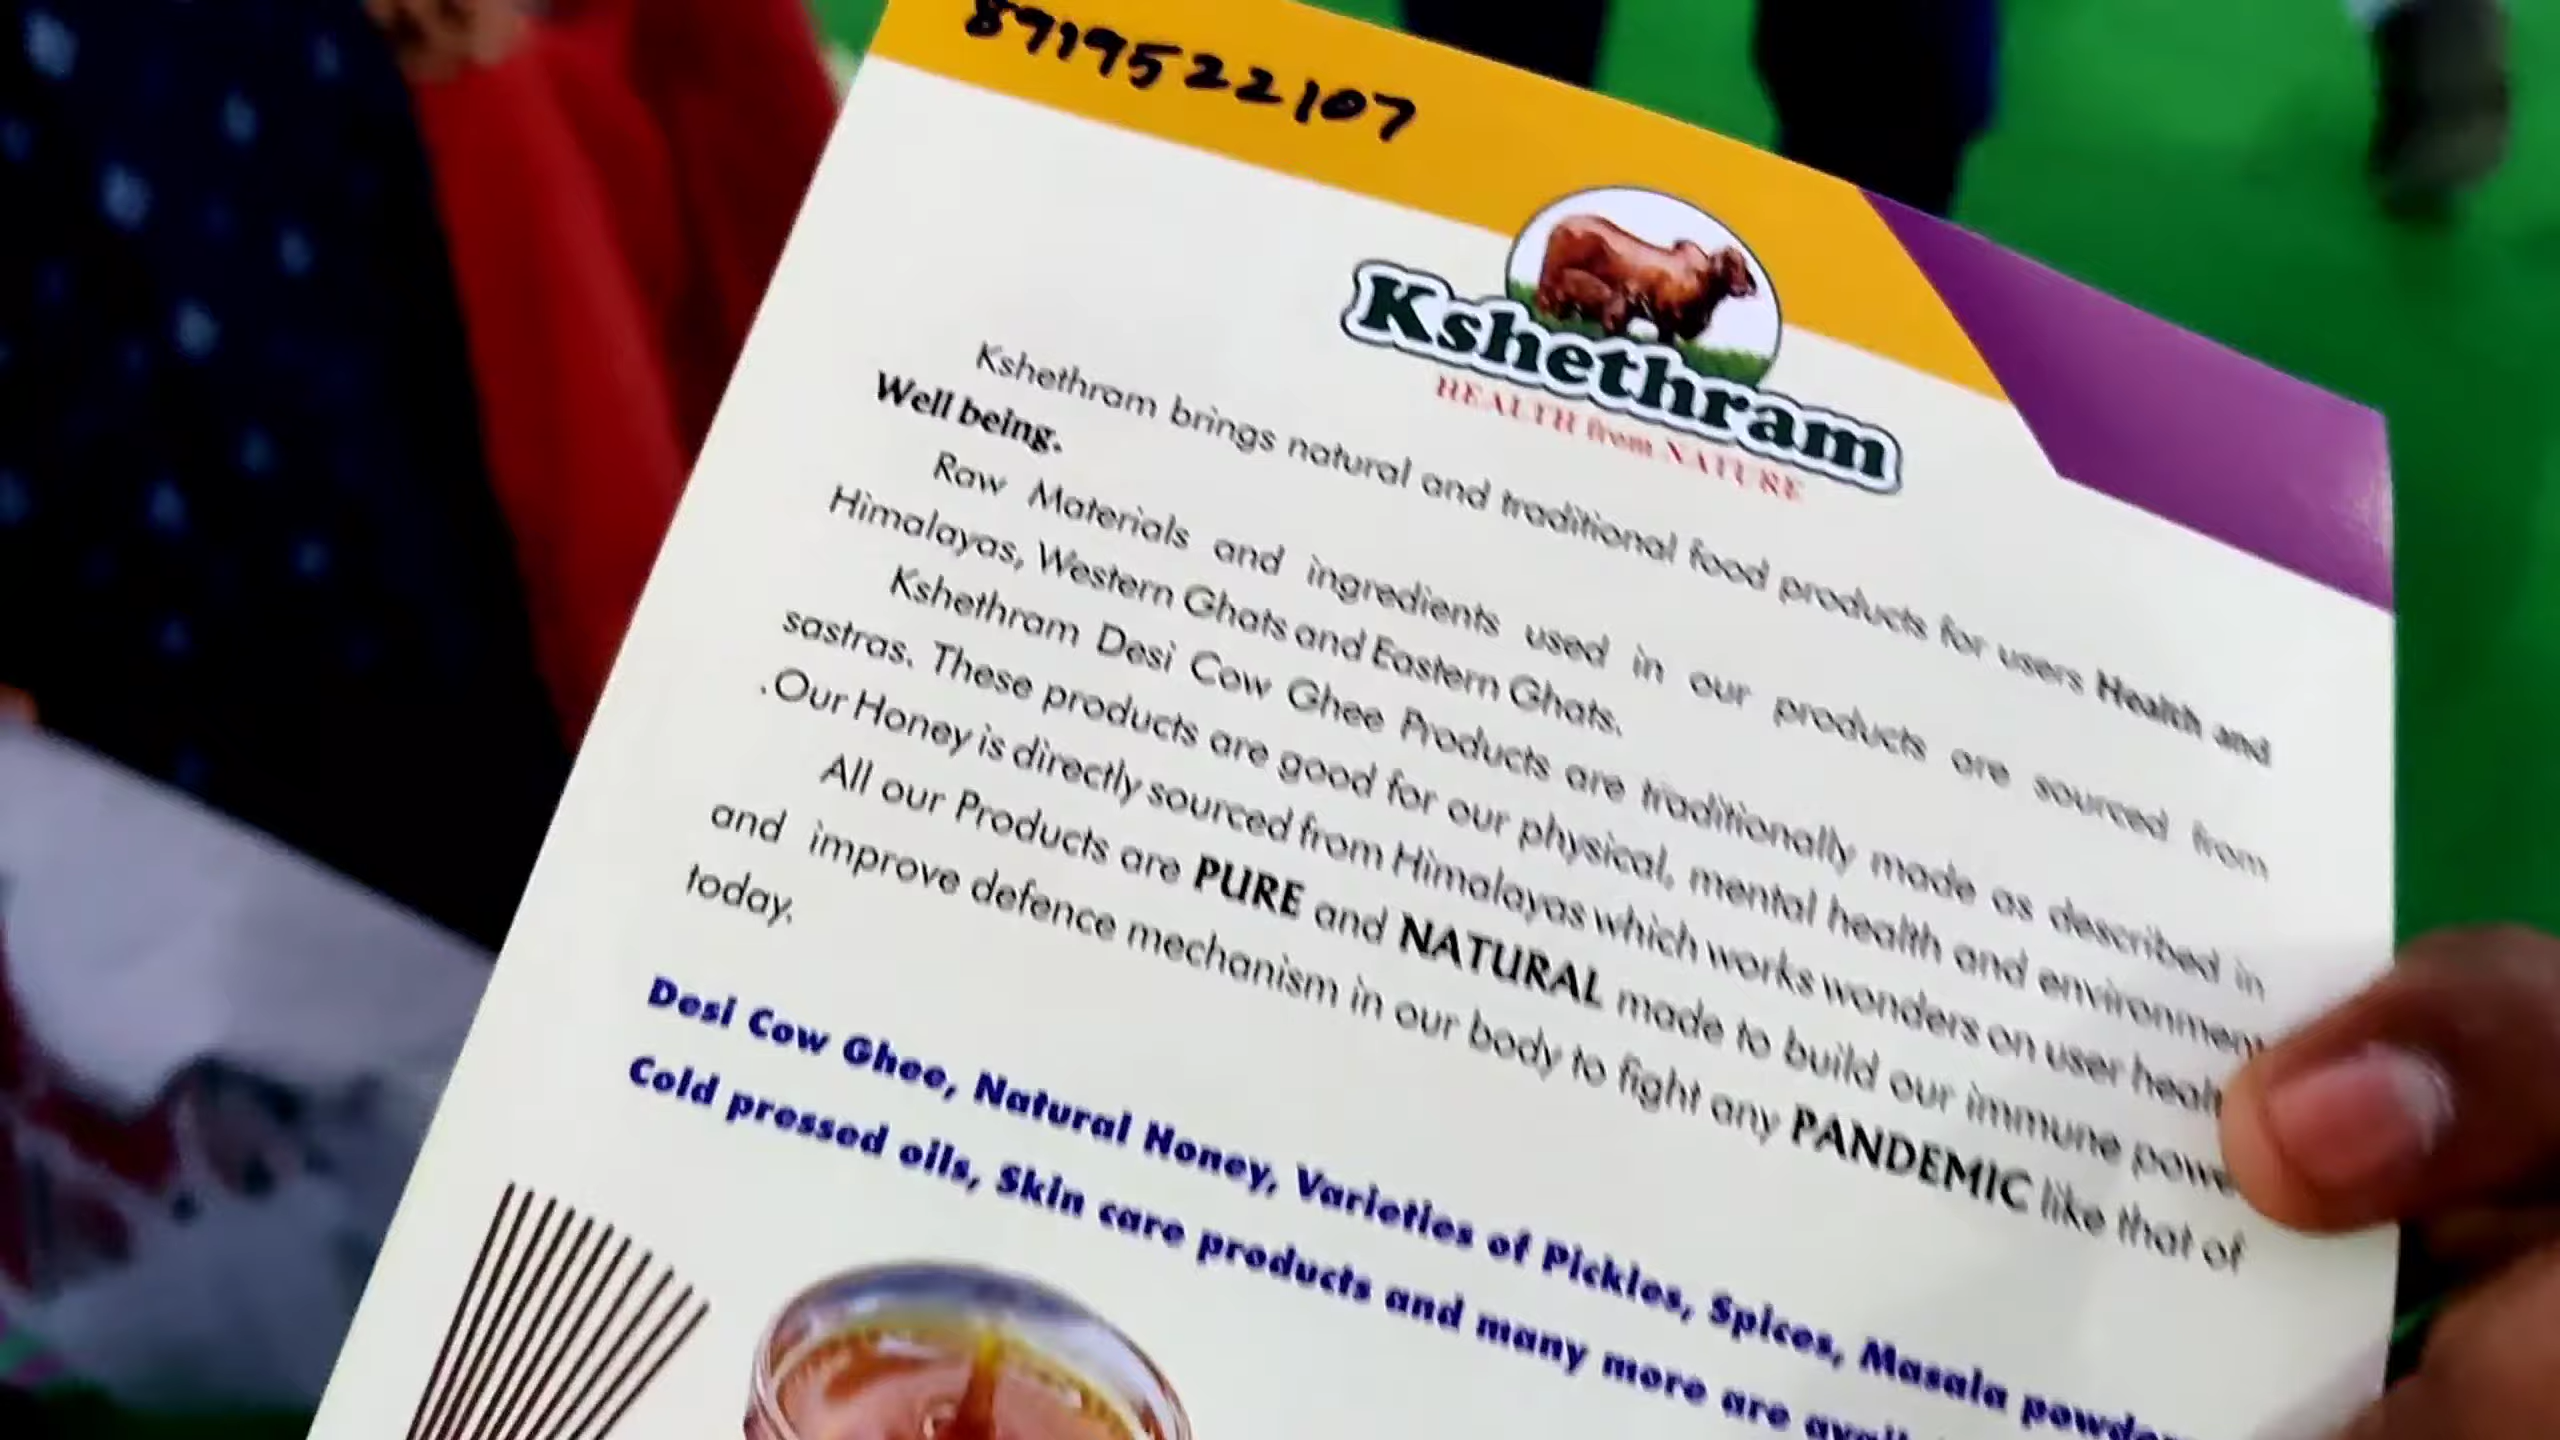 8919522107
Kshethram
HEALTH from NATURE
Kshethram brings natural and traditional food products for users Health and
Well being.
Raw Materials and ingredients used in our products are sourced from
Himalayas, Western Ghats and Eastern Ghats.
Kshethram Desi Cow Ghee Products are traditionally made as described in
sastras. These products are good for our physical, mental health and environment
.Our Honey is directly sourced from Himalayas which works wonders on user healt
All our Products are PURE and NATURAL made to build our immune powe
and improve defence mechanism in our body to fight any PANDEMIC like that of
today.
Desi Cow Ghee, Natural Honey, Varieties of Pickles, Spices, Masala powder
Cold pressed oils, Skin care products and many more are avail